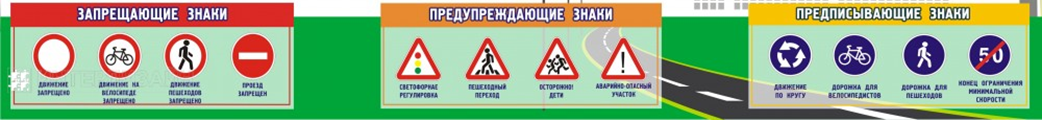 ЗАПРЕЩАЮЩИЕ ЗНАКИ
ДВИЖЕНИЕ
ЗАПРЕЩЕНО
ДВИЖЕНИЕ НА
ВЕЛОСИПЕДЕ
ЗАПРЕЩЕНО
ДВИЖЕНИЕ
ПЕШЕХОДОВ
ЗАПРЕЩЕНО
ПРОЕЗД
ЗАПРЕЩЕН
ПРЕДУПРЕЖДАЮЩИЕ ЗНАКИ
СВЕТОФОРНАЕ
РЕГУЛИРОВКА
ПЕШЕХОДНЫЙ
ПЕРЕХОД
ОСТОРОЖНО!
ДЕТИ
!
АВАРИЙНО-ОПАСНЫЙ
УЧАСТОК
ПРЕДПИСЫВАЮЩИЕ ЗНАКИ
ДВИЖЕНИЕ
ПО КРУГУ
ДОРОЖКА ДЛЯ
ВЕЛОСИПЕДИСТОВ
ДОРОЖКА ДЛЯ
ПЕШЕХОДОВ
50
КОНЕЦ ОГРАНИЧЕНИЯ
МИНИМАЛЬНОЙ
СКОРОСТИ